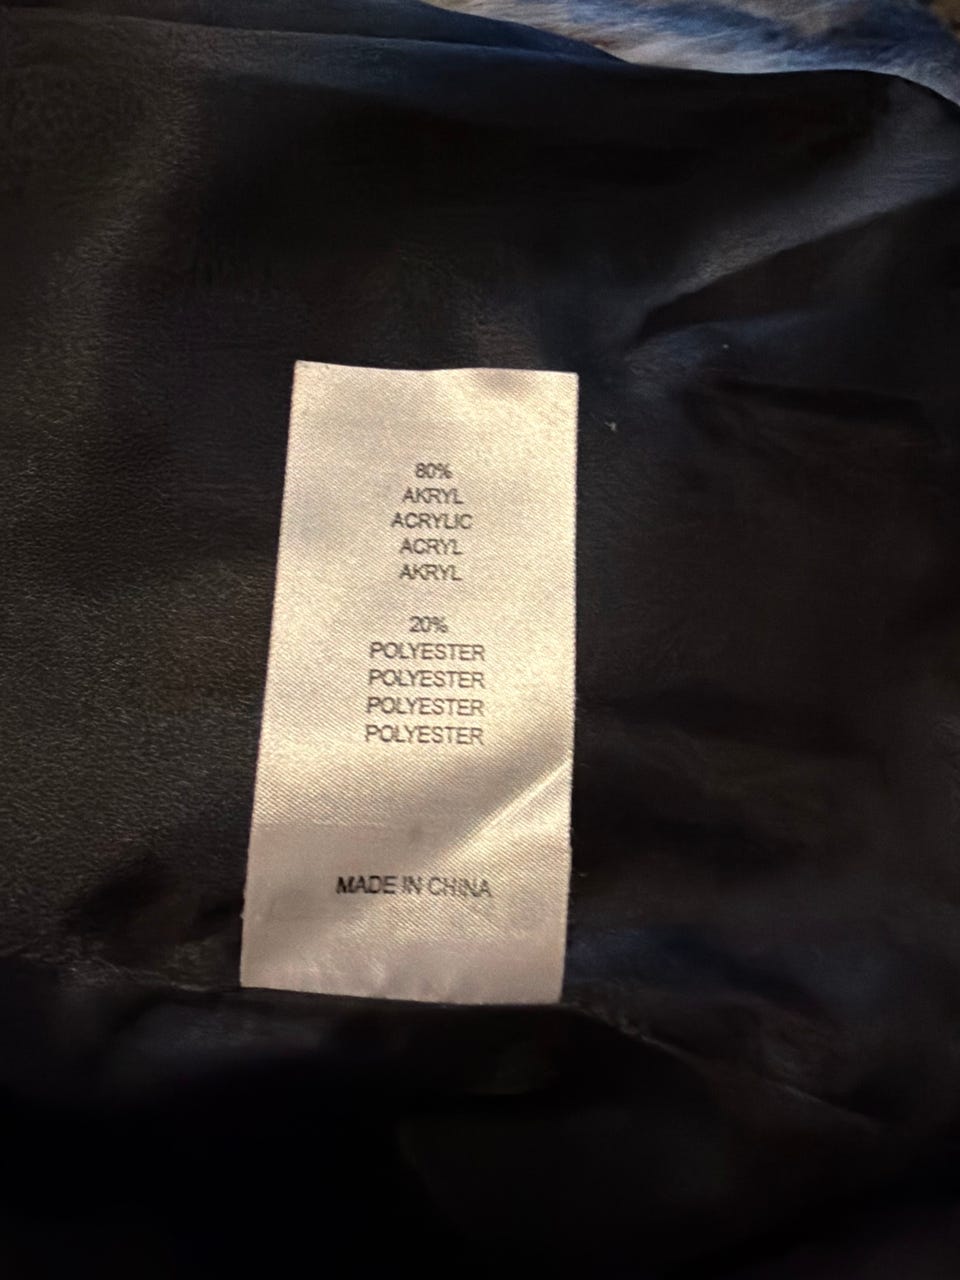 80%
AKRYL
ACRYLIC
ACRYL
AKRYL
20%
POLYESTER
POLYESTER
POLYESTER
POLYESTER
MADE IN CHINA